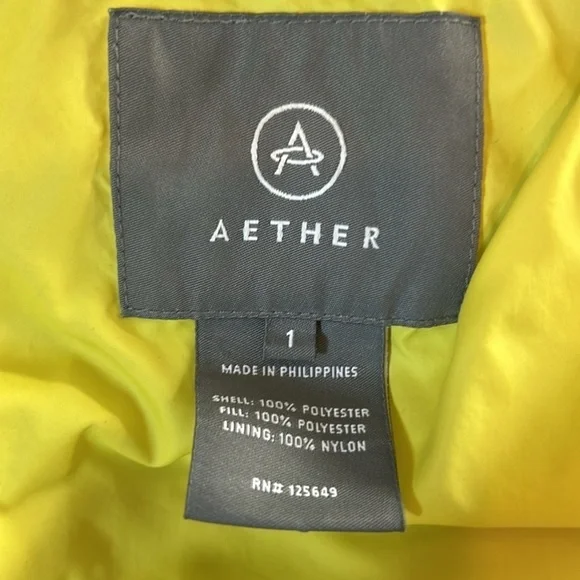 AETHER
1
MADE IN PHILIPPINES
SHELL: 100% POLYESTER
FILL: 100% POLYESTER
LINING: 100% NYLON
RN# 125649